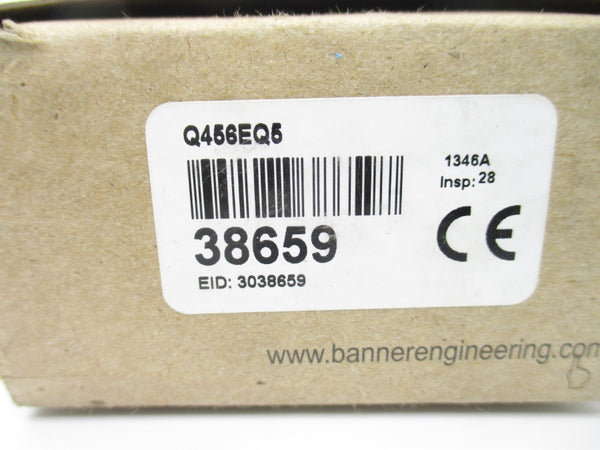 Q456EQ5
1346A
Insp: 28
38659
CE
EID: 3038659
www.bannerengineering.com